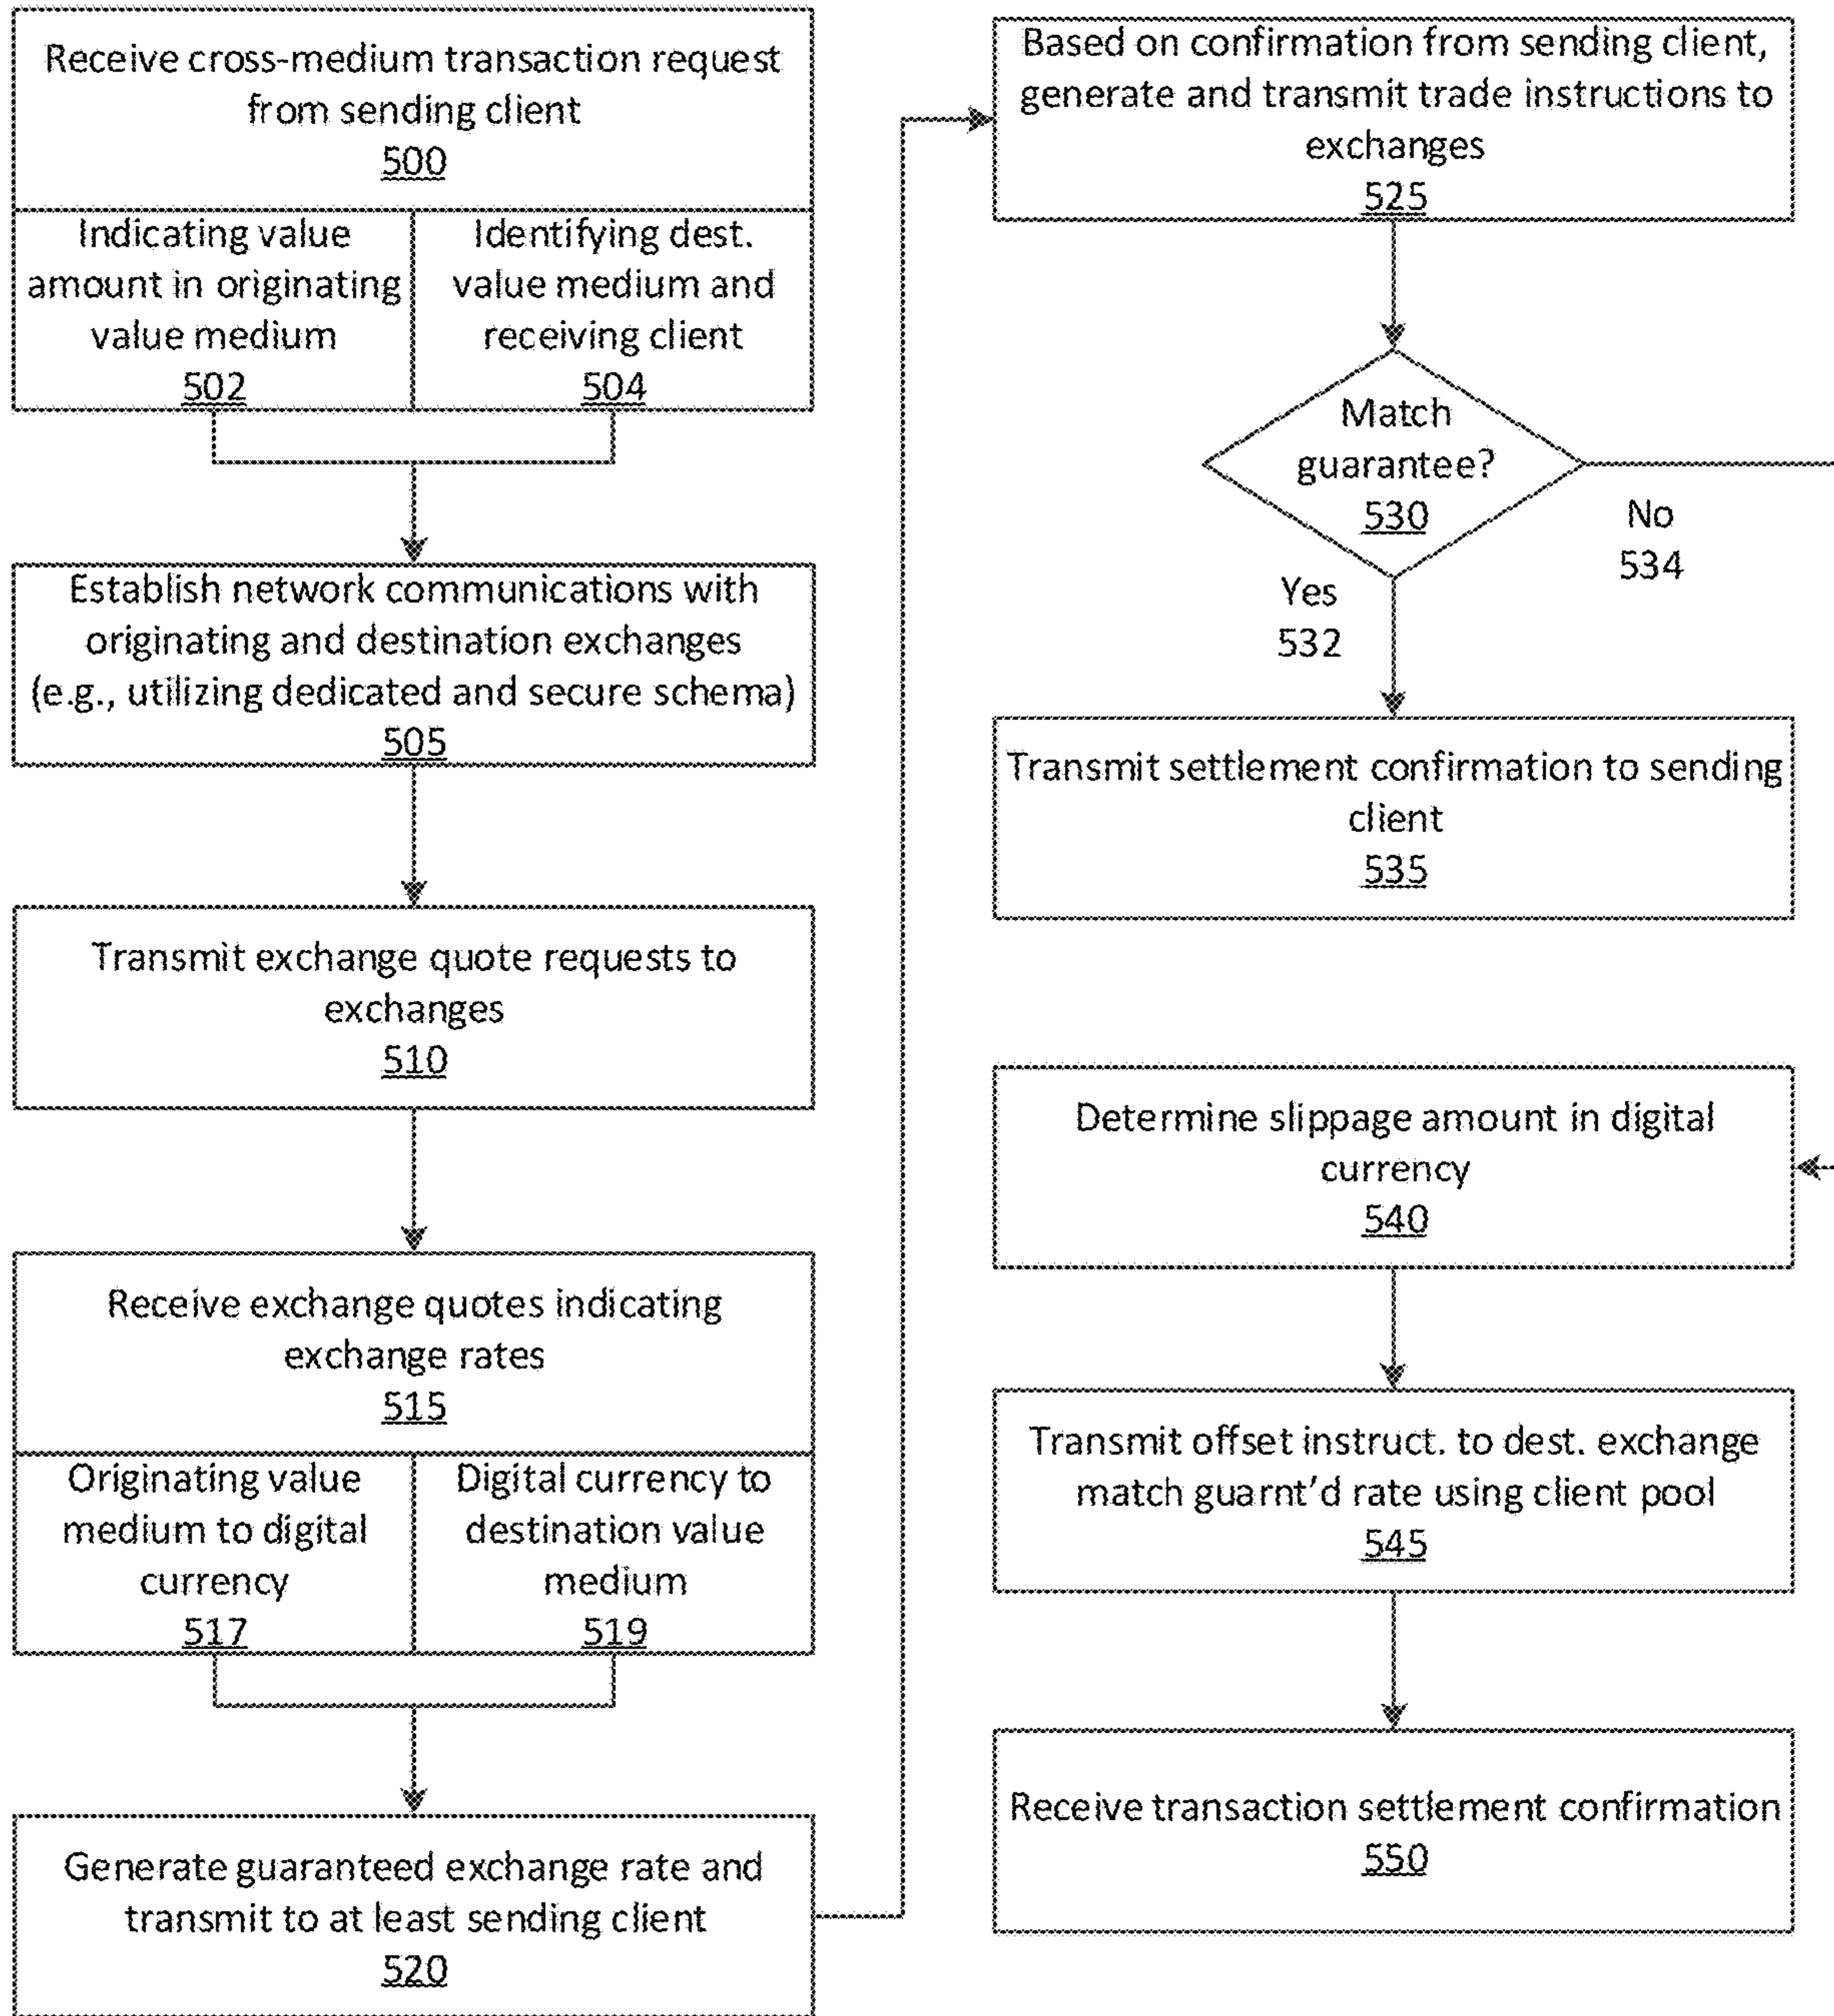 Receive cross-medium transaction request
from sending client
500
Indicating value
amount in originating
value medium
502
Identifying dest.
value medium and
receiving client
504
Establish network communications with
originating and destination exchanges
(e.g., utilizing dedicated and secure schema)
505
Transmit exchange quote requests to
exchanges
510
Receive exchange quotes indicating
exchange rates
515
Originating value
medium to digital
currency
517
Digital currency to
destination value
medium
519
Generate guaranteed exchange rate and
transmit to at least sending client
520
Based on confirmation from sending client,
generate and transmit trade instructions to
exchanges
525
Match
guarantee?
530
No
534
Yes
532
Transmit settlement confirmation to sending
client
535
Determine slippage amount in digital
currency
540
Transmit offset instruct. to dest. exchange
match guarnt'd rate using client pool
545
Receive transaction settlement confirmation
550